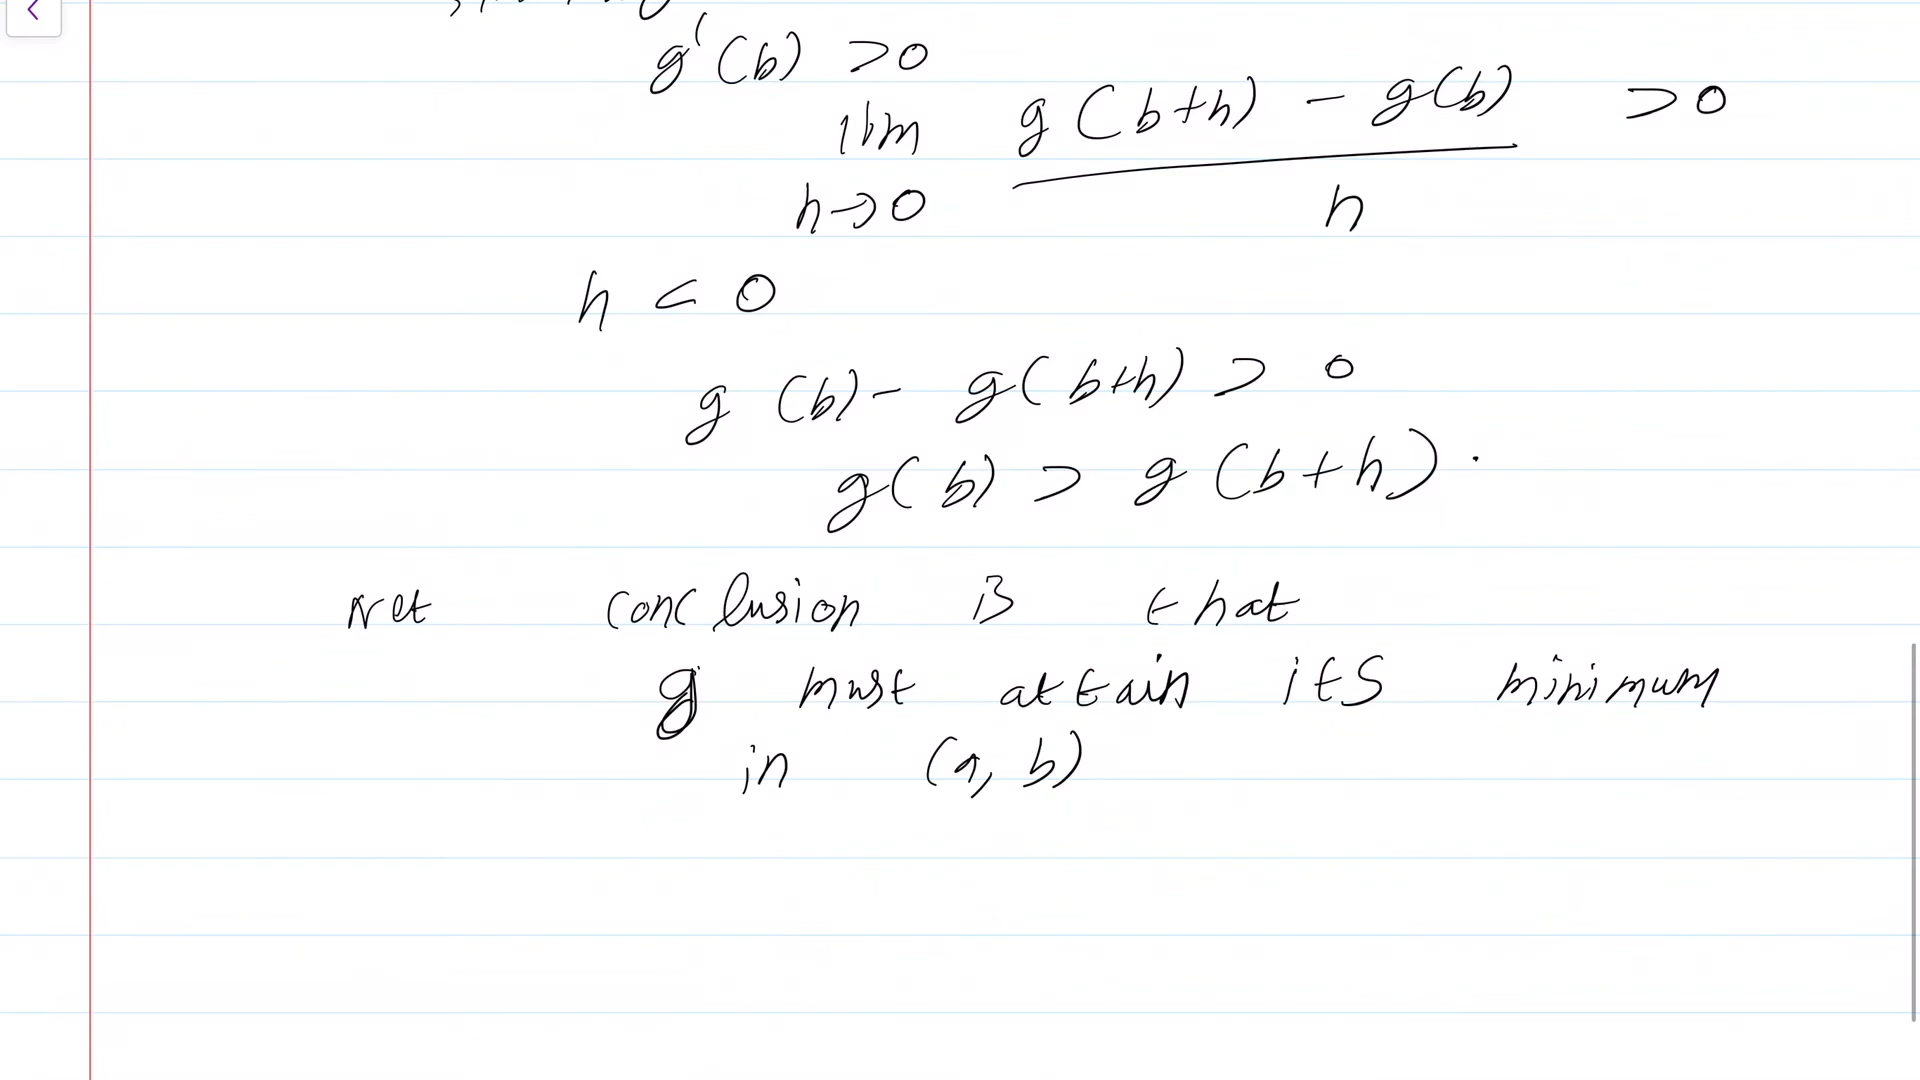 g'(b) >0
lim g(b+h) - g(b) >0
h→0 h
h < 0
g(b) - g(b+h) > 0
g(b) > g(b+h).
Net conclusion is that
g must attain its minimum
in (a, b)